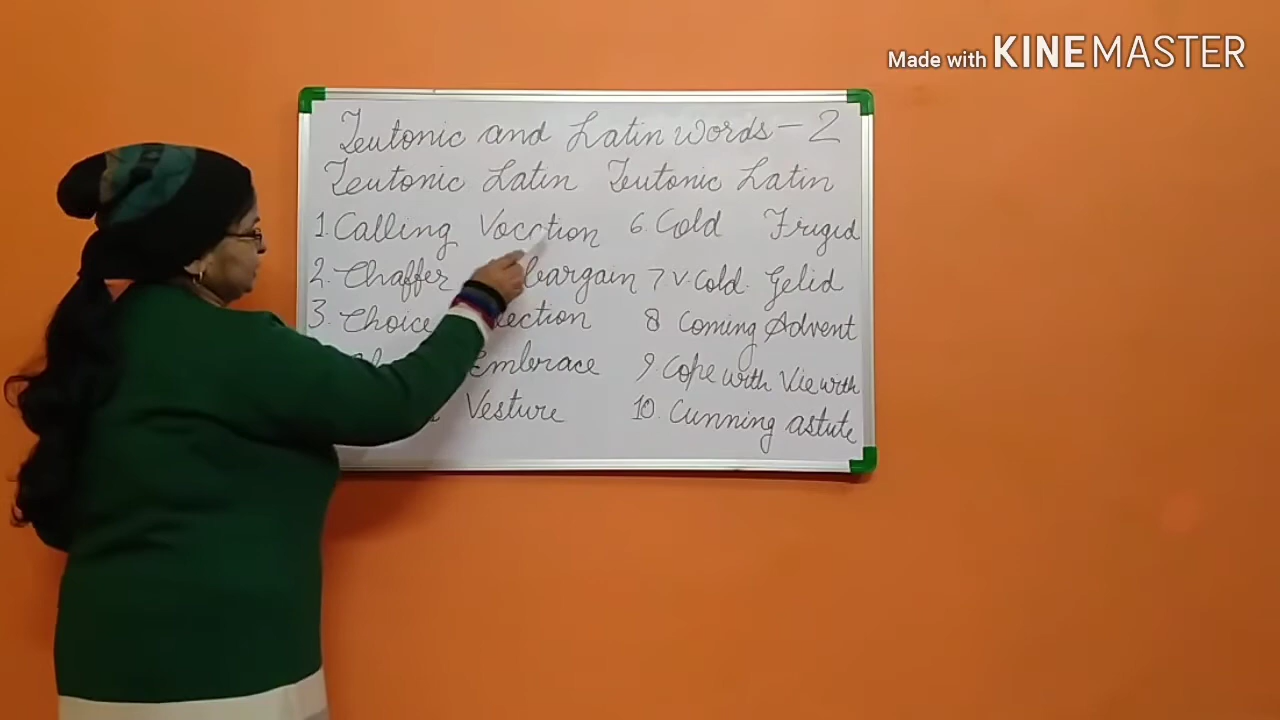 Made with KINEMASTER
Teutonic and Latin Words - 2
Teutonic Latin Teutonic Latin
1. Calling Vocation 6. Cold Frigid
2. Chaffer bargain 7 v. Cold. Gelid
3. Choice 8 Coming Advent
Embrace 9 Cope with Vie with
Vesture 10. Cunning astute